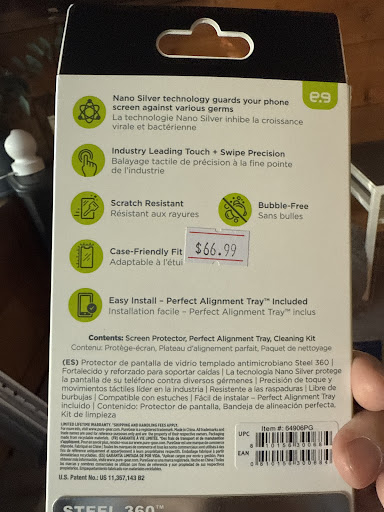 Nano Silver technology guards your phone
screen against various germs
La technologie Nano Silver inhibe la croissance
virale et bactérienne
Industry Leading Touch + Swipe Precision
Balayage tactile de précision à la fine pointe
de l'industrie
Scratch Resistant
Résistant aux rayures
Bubble-Free
Sans bulles
Case-Friendly Fit
Adaptable à l'étui
$66.99
Easy Install – Perfect Alignment Tray™ Included
Installation facile – Perfect Alignment Tray™ inclus
Contents: Screen Protector, Perfect Alignment Tray, Cleaning Kit
Contenu: Protège-écran, Plateau d'alignement parfait, Paquet de nettoyage
(ES) Protector de pantalla de vidrio templado antimicrobiano Steel 360 |
Fortalecido y reforzado para soportar caídas | La tecnología Nano Silver protege
la pantalla de su teléfono contra diversos gérmenes | Precisión de toque y
movimientos táctiles líder en la industria | Resistente a las raspaduras | Libre de
burbujas | Compatible con estuches | Fácil de instalar – Perfect Alignment Tray
incluido | Contenido: Protector de pantalla, Bandeja de alineación perfecta,
Kit de limpieza
LIMITED LIFETIME WARRANTY. *SHIPPING AND HANDLING FEES APPLY.
U.S. Patent No.: US 11,357,143 B2
Item #: 64906PG
UPC
EAN
STEEL 360™